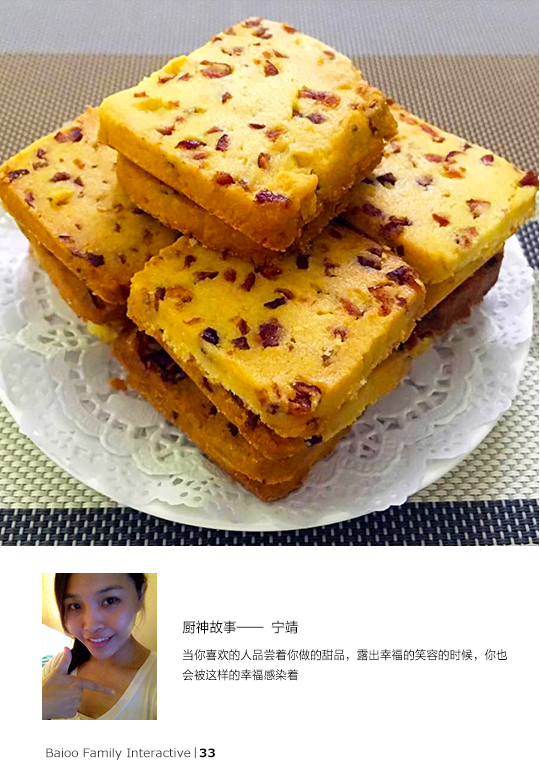 厨神故事—— 宁靖
当你喜欢的人品尝着你做的甜品，露出幸福的笑容的时候，你也
会被这样的幸福感染着
Baioo Family Interactive | 33